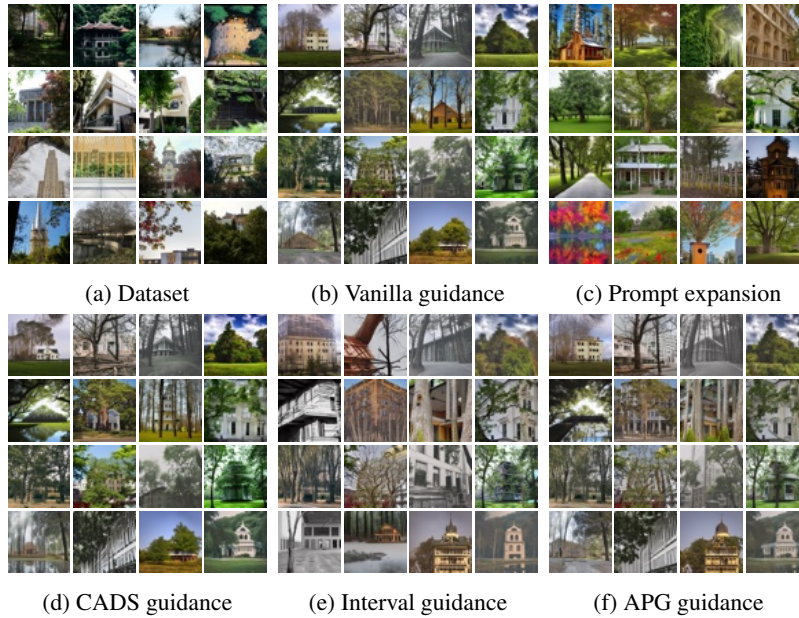 (a) Dataset
(b) Vanilla guidance
(c) Prompt expansion
(d) CADS guidance
(e) Interval guidance
(f) APG guidance